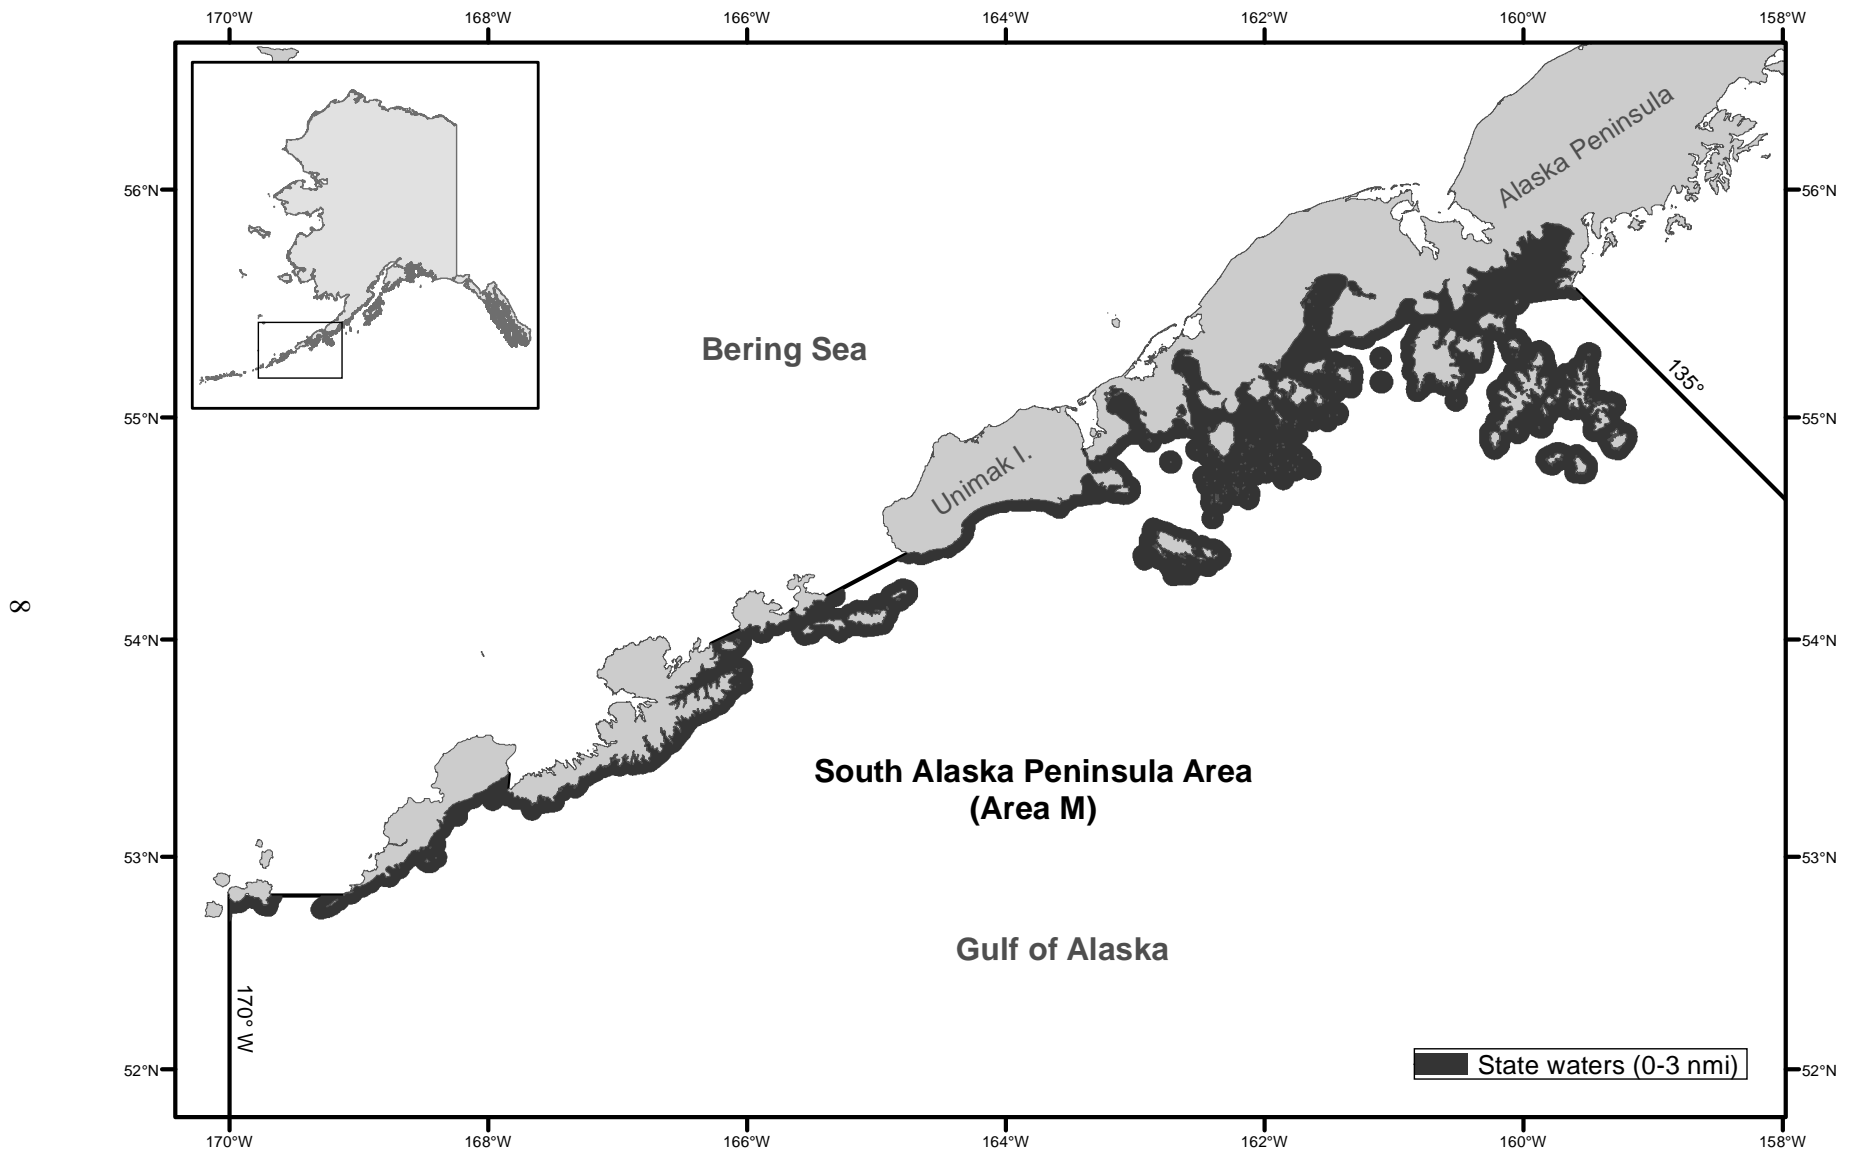 170°W 168°W 166°W 164°W 162°W 160°W 158°W
Alaska Peninsula
56°N 56°N
Bering Sea
135°
55°N 55°N
Unimak I.
8
54°N 54°N
South Alaska Peninsula Area
(Area M)
53°N 53°N
Gulf of Alaska
170° W
State waters (0-3 nmi)
52°N 52°N
170°W 168°W 166°W 164°W 162°W 160°W 158°W